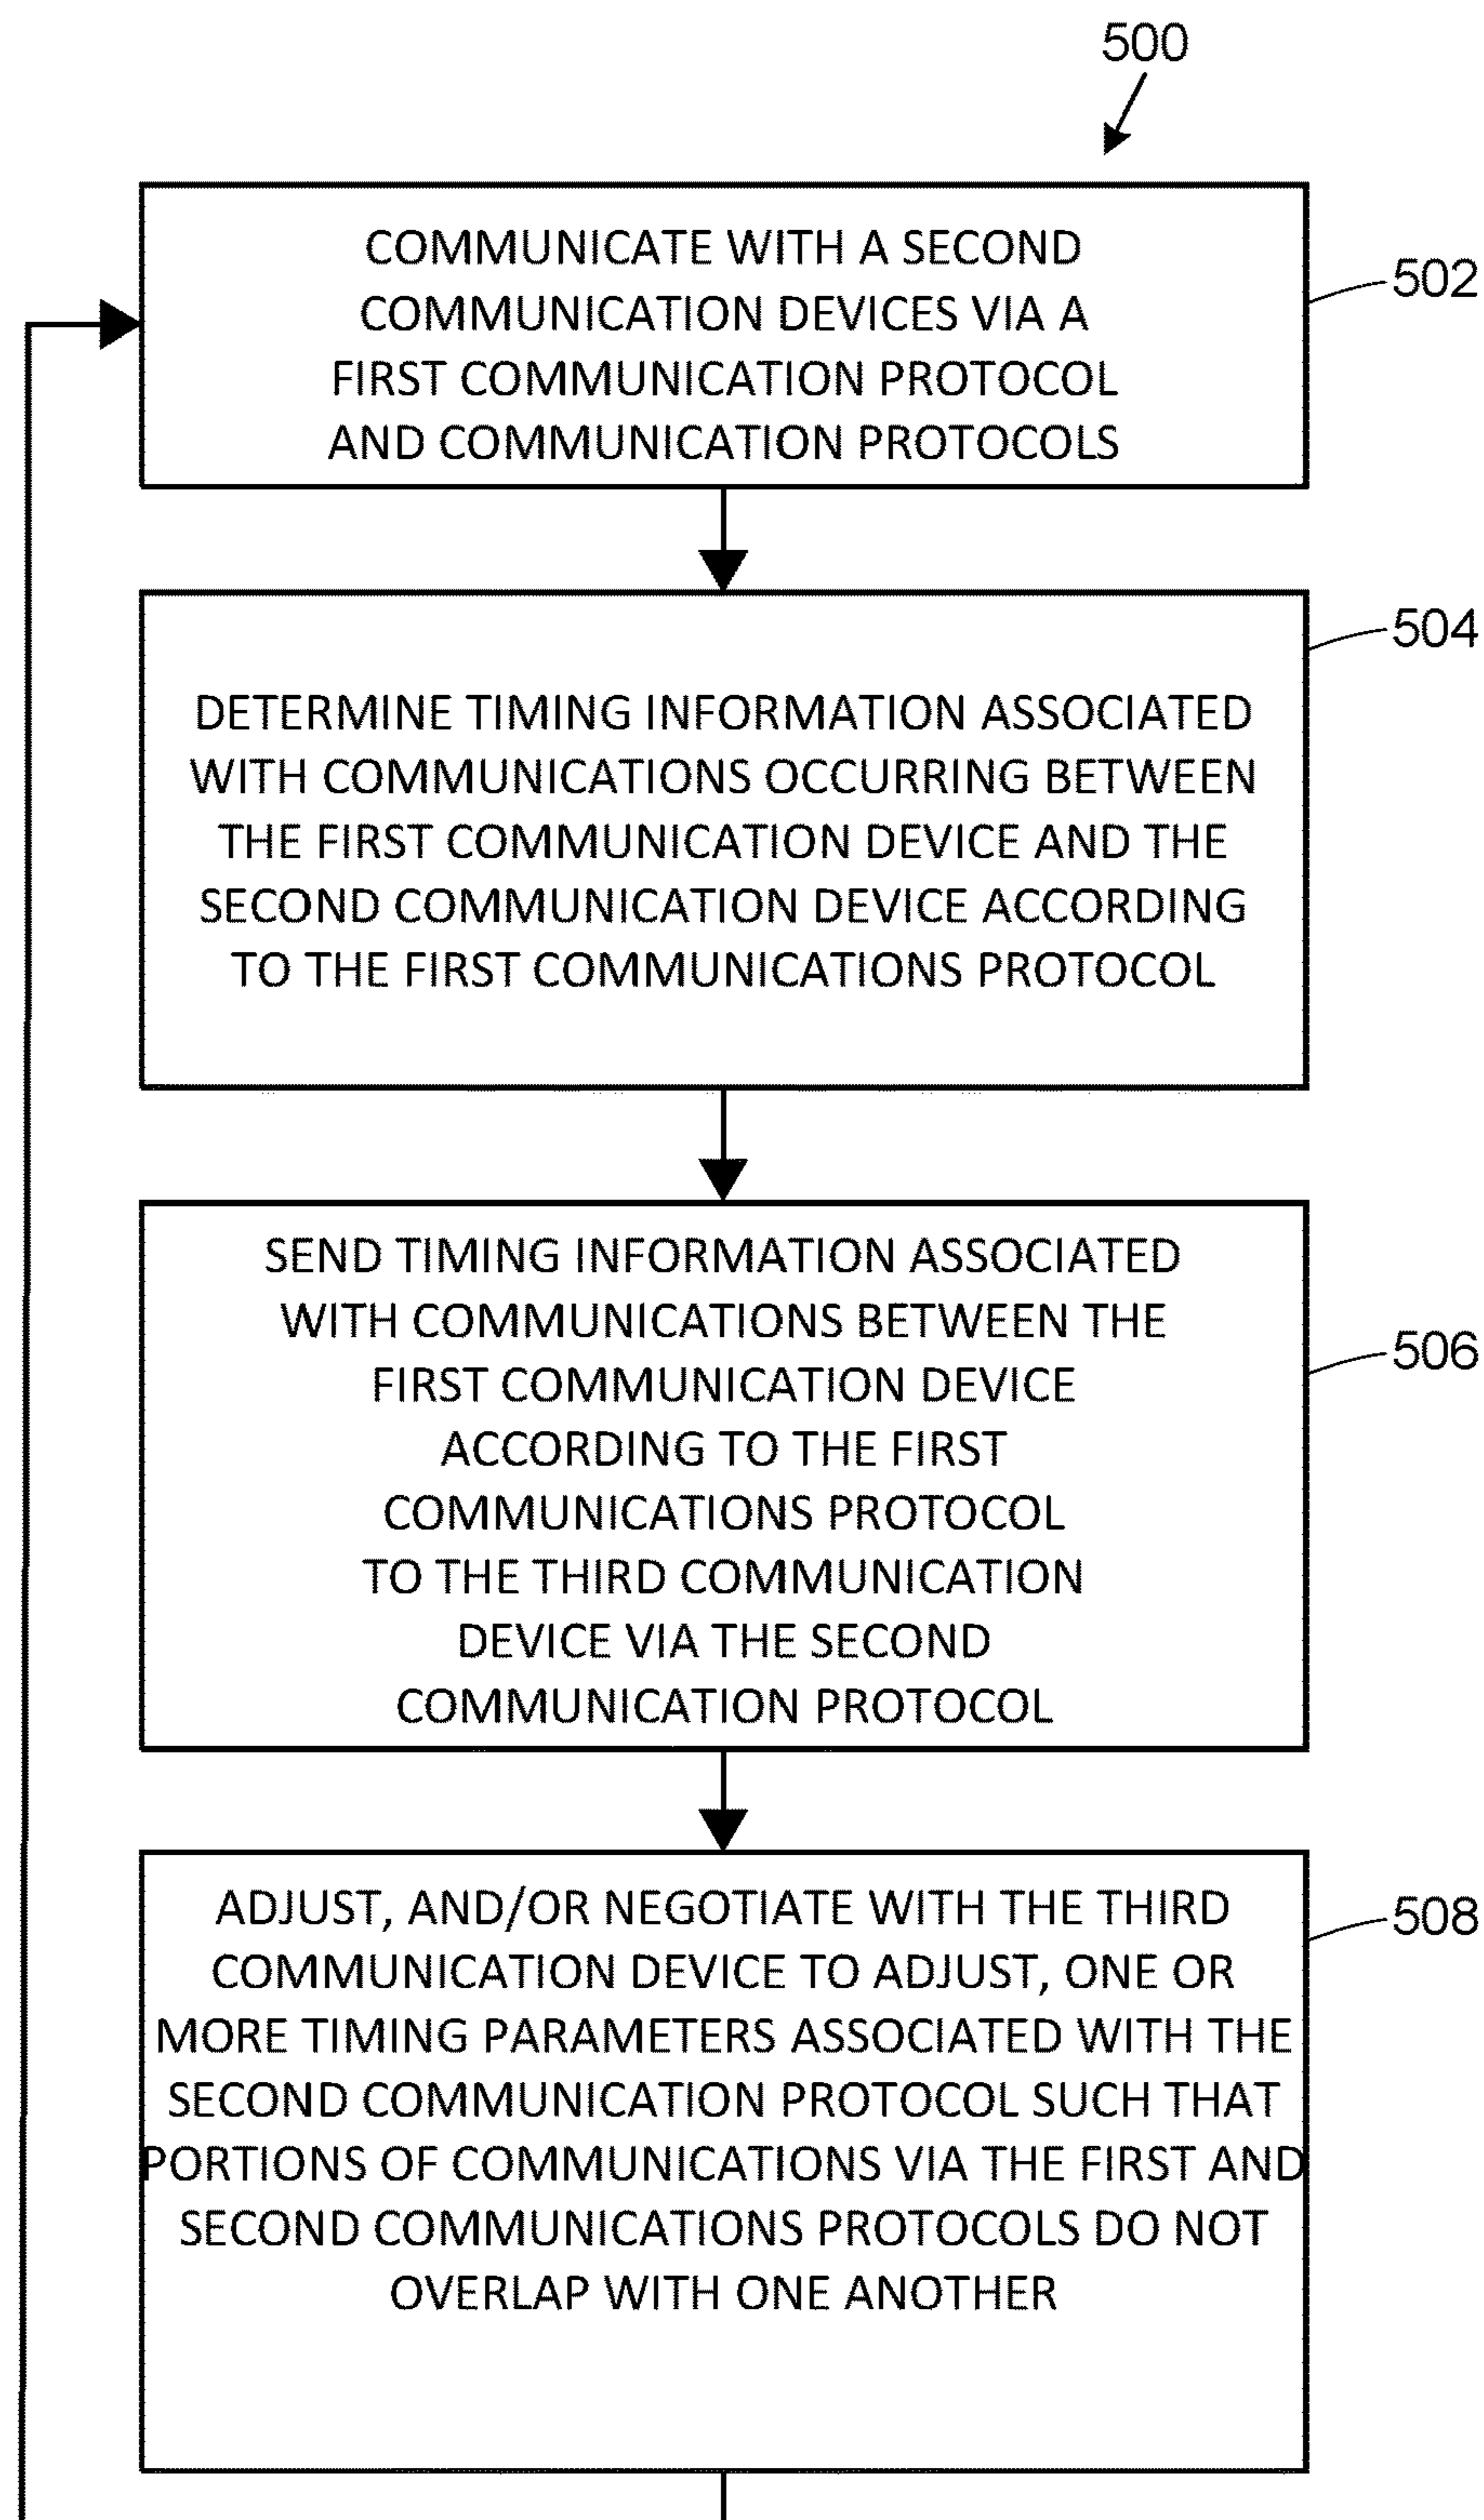 500
COMMUNICATE WITH A SECOND
COMMUNICATION DEVICES VIA A
FIRST COMMUNICATION PROTOCOL
AND COMMUNICATION PROTOCOLS
502
DETERMINE TIMING INFORMATION ASSOCIATED
WITH COMMUNICATIONS OCCURRING BETWEEN
THE FIRST COMMUNICATION DEVICE AND THE
SECOND COMMUNICATION DEVICE ACCORDING
TO THE FIRST COMMUNICATIONS PROTOCOL
504
SEND TIMING INFORMATION ASSOCIATED
WITH COMMUNICATIONS BETWEEN THE
FIRST COMMUNICATION DEVICE
ACCORDING TO THE FIRST
COMMUNICATIONS PROTOCOL
TO THE THIRD COMMUNICATION
DEVICE VIA THE SECOND
COMMUNICATION PROTOCOL
506
ADJUST, AND/OR NEGOTIATE WITH THE THIRD
COMMUNICATION DEVICE TO ADJUST, ONE OR
MORE TIMING PARAMETERS ASSOCIATED WITH THE
SECOND COMMUNICATION PROTOCOL SUCH THAT
PORTIONS OF COMMUNICATIONS VIA THE FIRST AND
SECOND COMMUNICATIONS PROTOCOLS DO NOT
OVERLAP WITH ONE ANOTHER
508